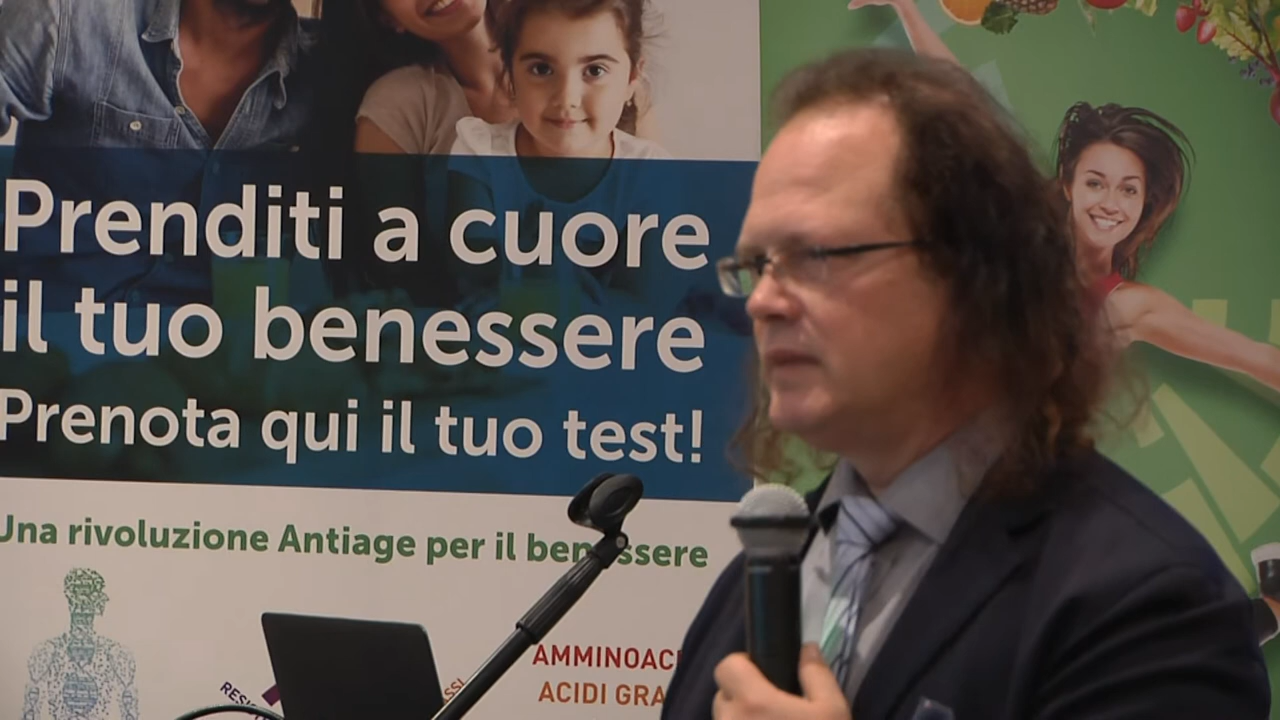 Prenditi a cuore
il tuo benessere
Prenota qui il tuo test!
Una rivoluzione Antiage per il benessere
AMMINOAC
ACIDI GRA